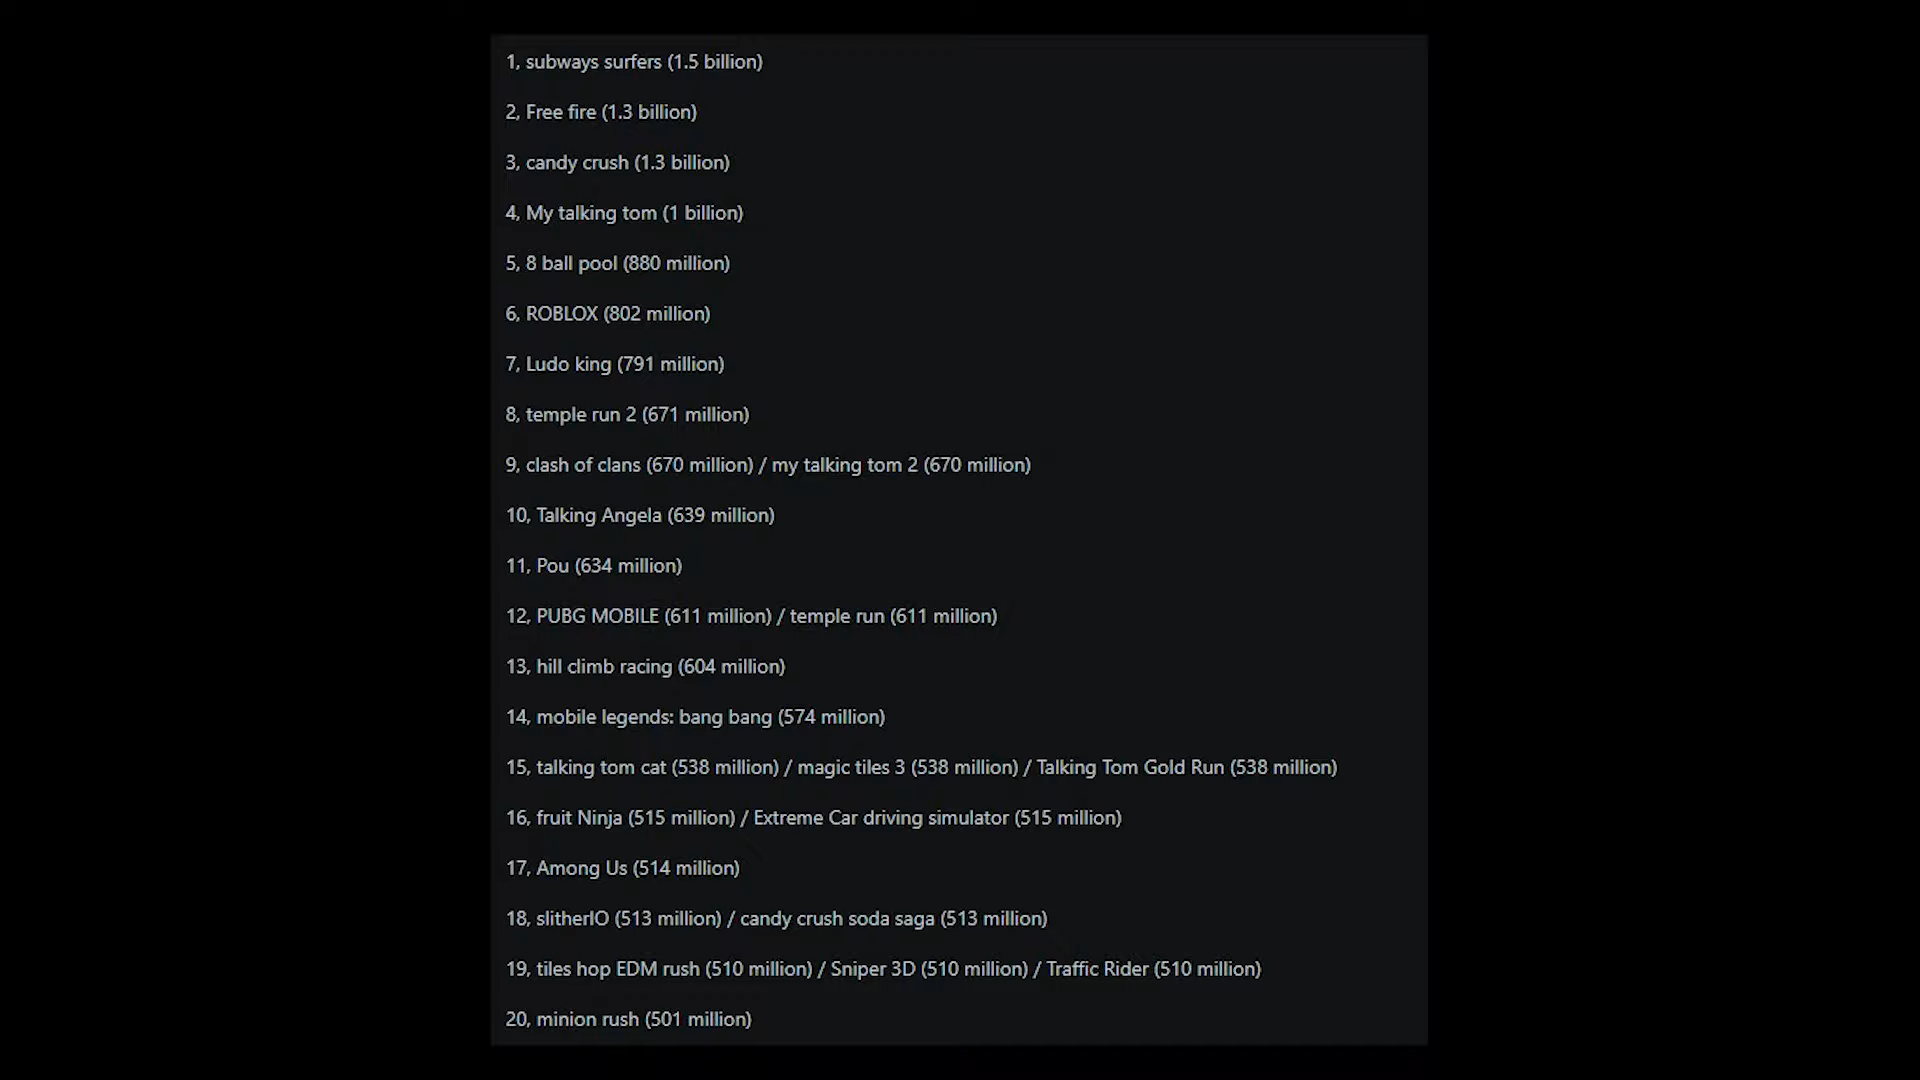 1, subways surfers (1.5 billion)
2, Free fire (1.3 billion)
3, candy crush (1.3 billion)
4, My talking tom (1 billion)
5, 8 ball pool (880 million)
6, ROBLOX (802 million)
7, Ludo king (791 million)
8, temple run 2 (671 million)
9, clash of clans (670 million) / my talking tom 2 (670 million)
10, Talking Angela (639 million)
11, Pou (634 million)
12, PUBG MOBILE (611 million) / temple run (611 million)
13, hill climb racing (604 million)
14, mobile legends: bang bang (574 million)
15, talking tom cat (538 million) / magic tiles 3 (538 million) / Talking Tom Gold Run (538 million)
16, fruit Ninja (515 million) / Extreme Car driving simulator (515 million)
17, Among Us (514 million)
18, slitherIO (513 million) / candy crush soda saga (513 million)
19, tiles hop EDM rush (510 million) / Sniper 3D (510 million) / Traffic Rider (510 million)
20, minion rush (501 million)